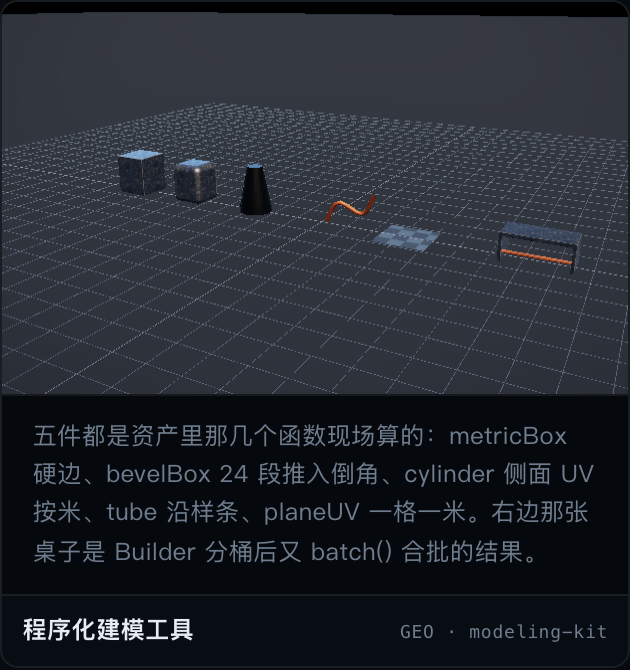 五件都是资产里那几个函数现场算的：metricBox
硬边、bevelBox 24 段推入倒角、cylinder 侧面 UV
按米、tube 沿样条、planeUV 一格一米。右边那张
桌子是 Builder 分桶后又 batch() 合批的结果。
程序化建模工具
GEO · modeling-kit